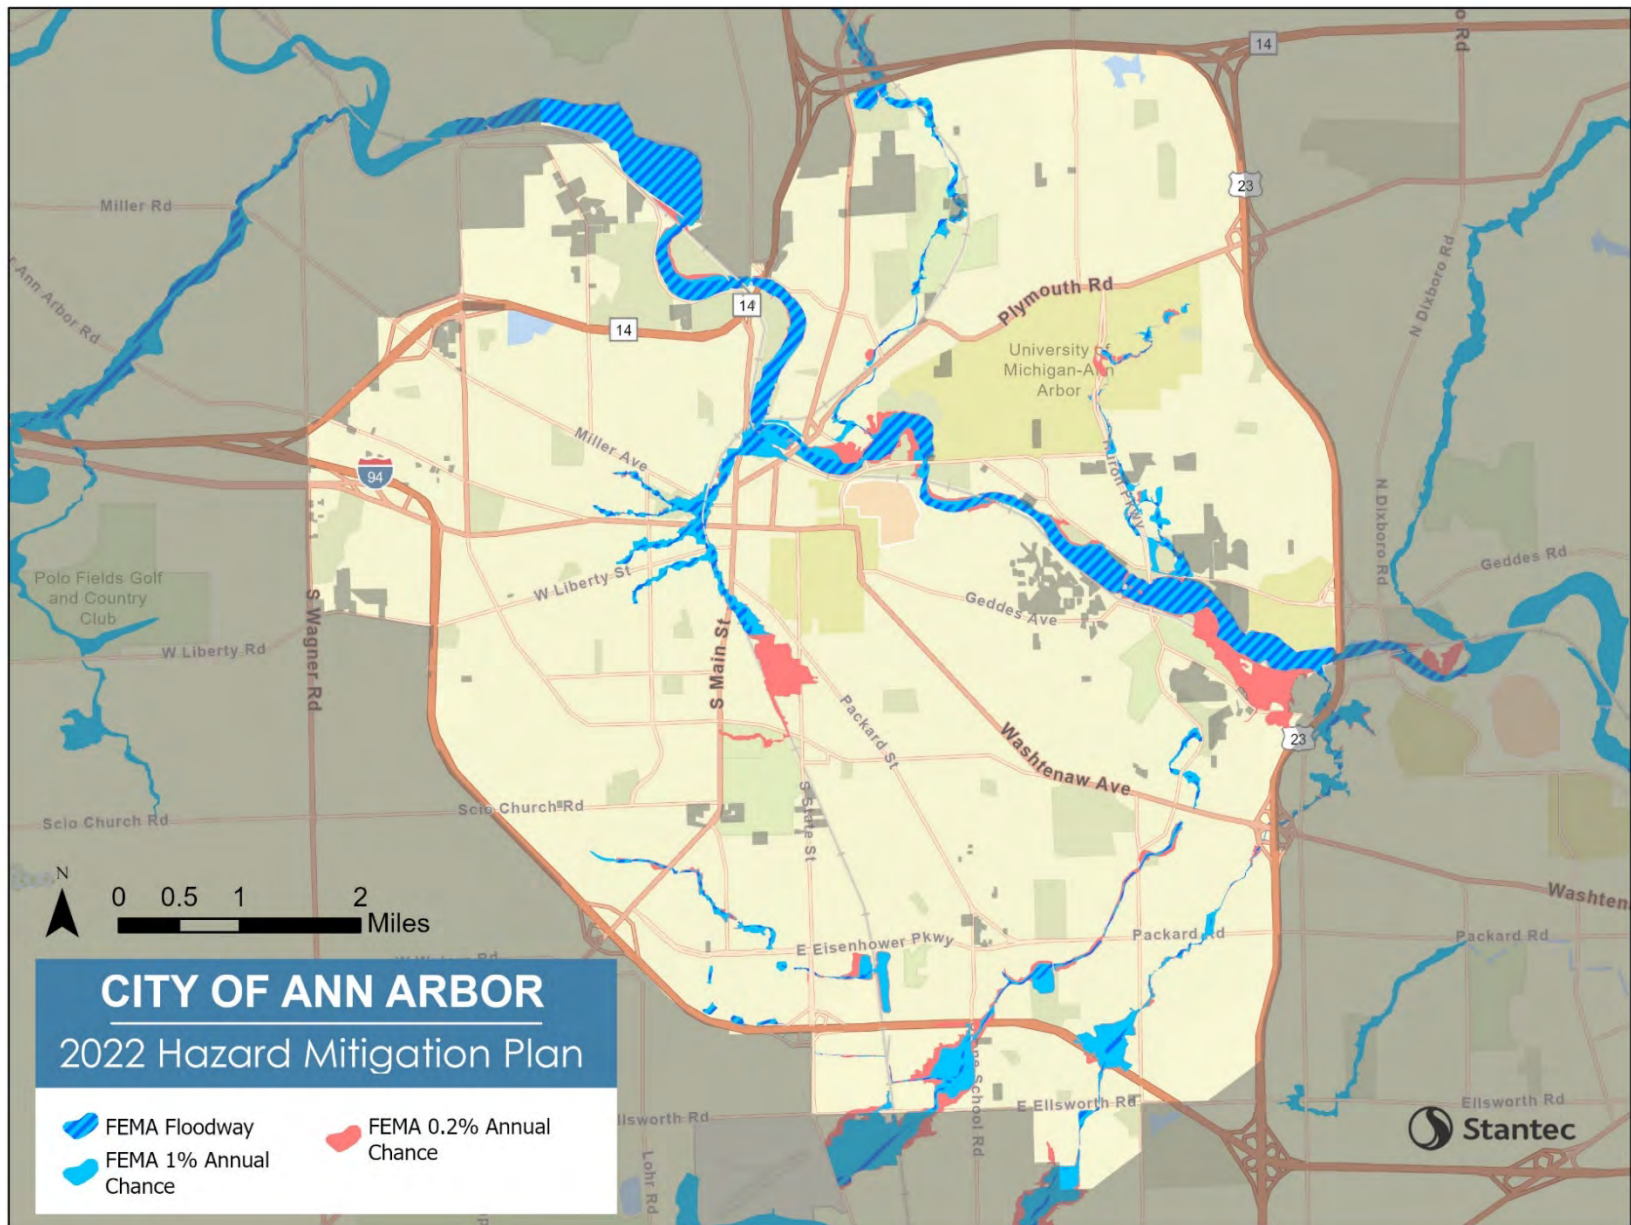 14
o Rd
23
Miller Rd
N Dixboro Rd
r Ann Arbor Rd
Plymouth Rd
14
14
University of
Michigan-Ann
Arbor
Miller Ave
94
Huron Pkwy
N Dixboro Rd
Geddes Rd
Polo Fields Golf
and Country
Club
W Liberty St
Geddes Ave
S Wagner Rd
W Liberty Rd
S Main St
Packard St
23
Washtenaw Ave
Scio Church Rd
Scio Church Rd
S State St
N
0 0.5 1 2
Miles
Washten
E Eisenhower Pkwy
Packard Rd
Packard Rd
CITY OF ANN ARBOR
2022 Hazard Mitigation Plan
ne School Rd
llsworth Rd
E Ellsworth Rd
Ellsworth Rd
Lohr Rd
FEMA Floodway
FEMA 1% Annual
Chance
FEMA 0.2% Annual
Chance
Stantec